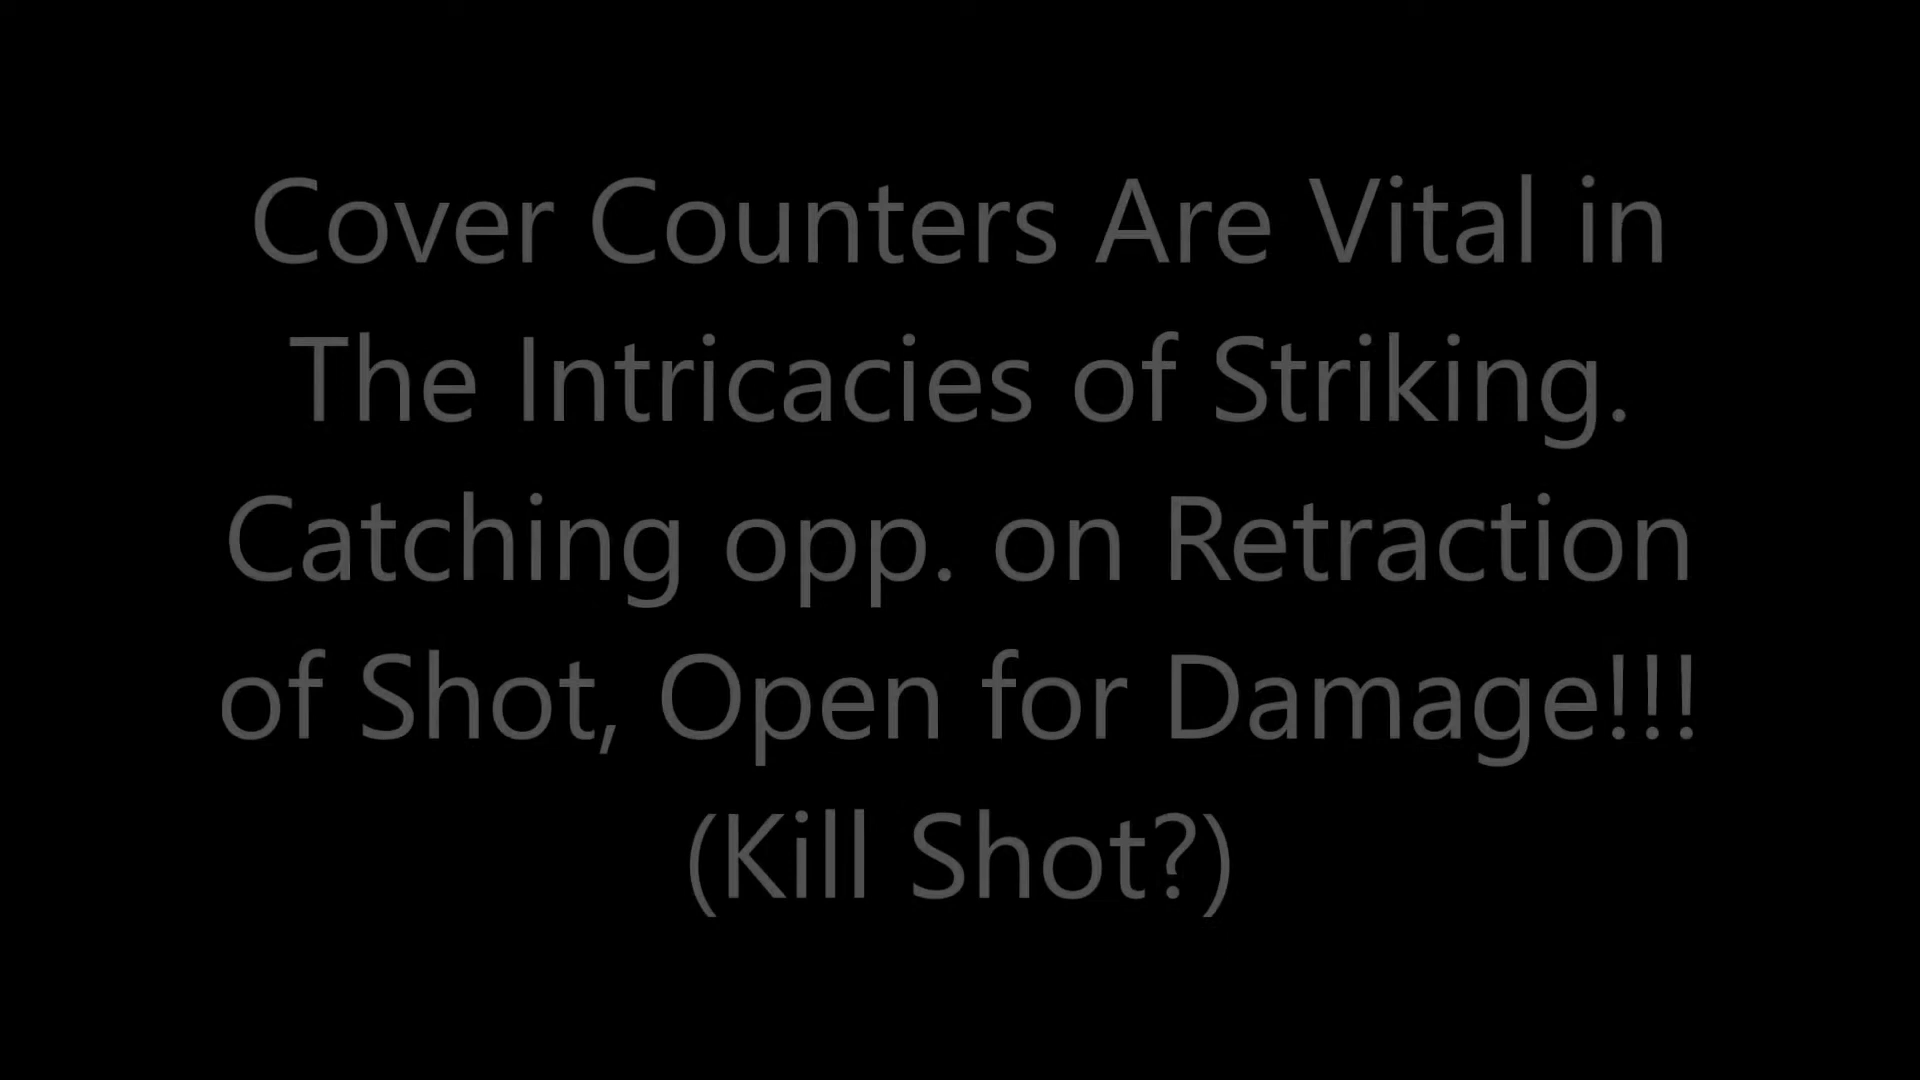 Cover Counters Are Vital in
The Intricacies of Striking.
Catching opp. on Retraction
of Shot, Open for Damage!!!
(Kill Shot?)